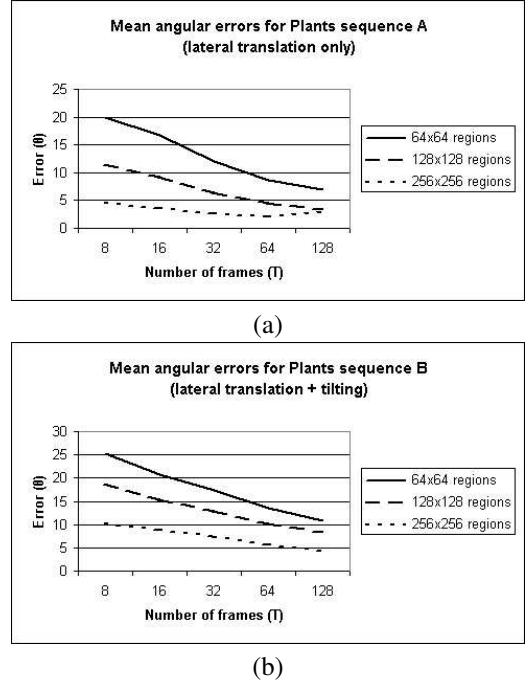 Mean angular errors for Plants sequence A
(lateral translation only)
25
20
15
10
5
0
Error (θ)
8 16 32 64 128
Number of frames (T)
64x64 regions
128x128 regions
256x256 regions
(a)
Mean angular errors for Plants sequence B
(lateral translation + tilting)
30
25
20
15
10
5
0
Error (θ)
8 16 32 64 128
Number of frames (T)
64x64 regions
128x128 regions
256x256 regions
(b)